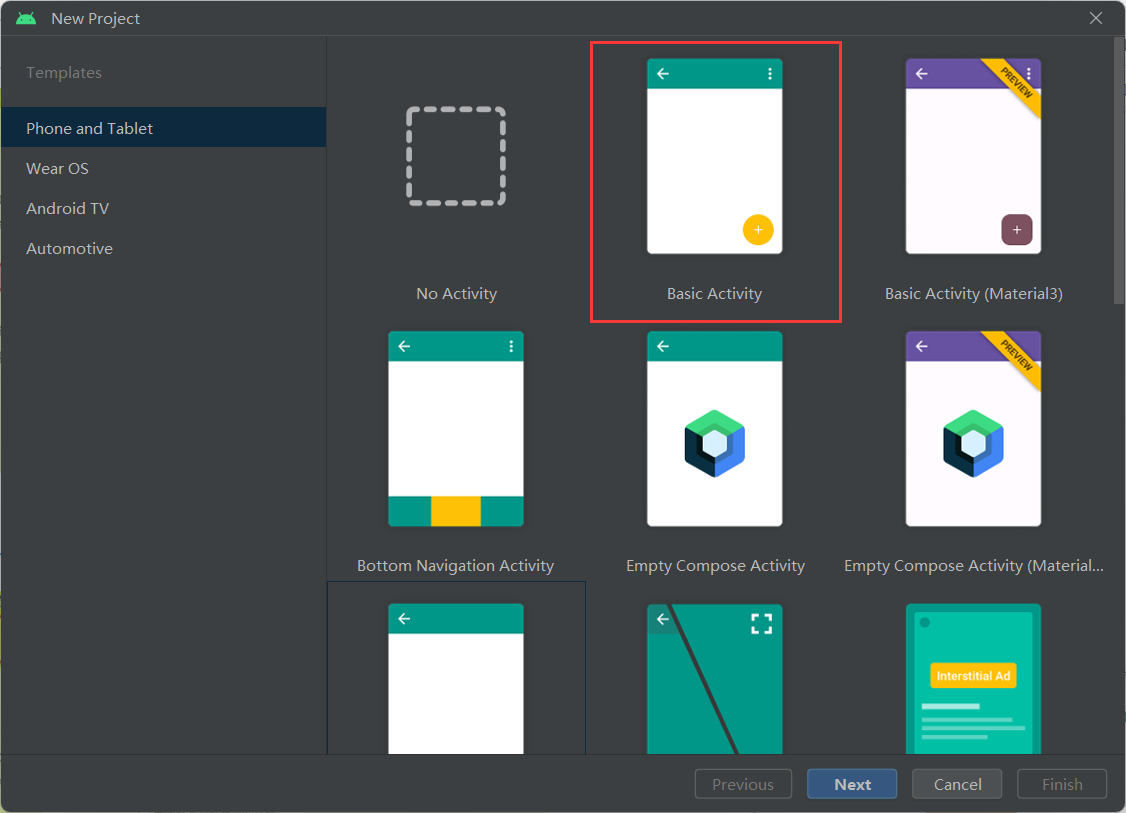 New Project
Templates
Phone and Tablet
Wear OS
Android TV
Automotive
No Activity
Basic Activity
PREVIEW
Basic Activity (Material3)
Bottom Navigation Activity
Empty Compose Activity
PREVIEW
Empty Compose Activity (Material...
Interstitial Ad
Previous
Next
Cancel
Finish